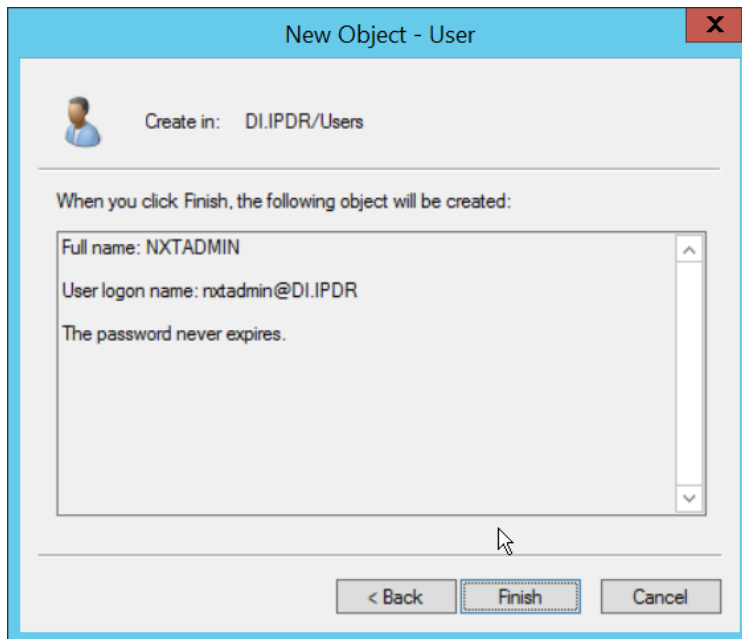 New Object - User
X
Create in: DI.IPDR/Users
When you click Finish, the following object will be created:
Full name: NXTADMIN
User logon name: nxtadmin@DI.IPDR
The password never expires.
< Back Finish Cancel